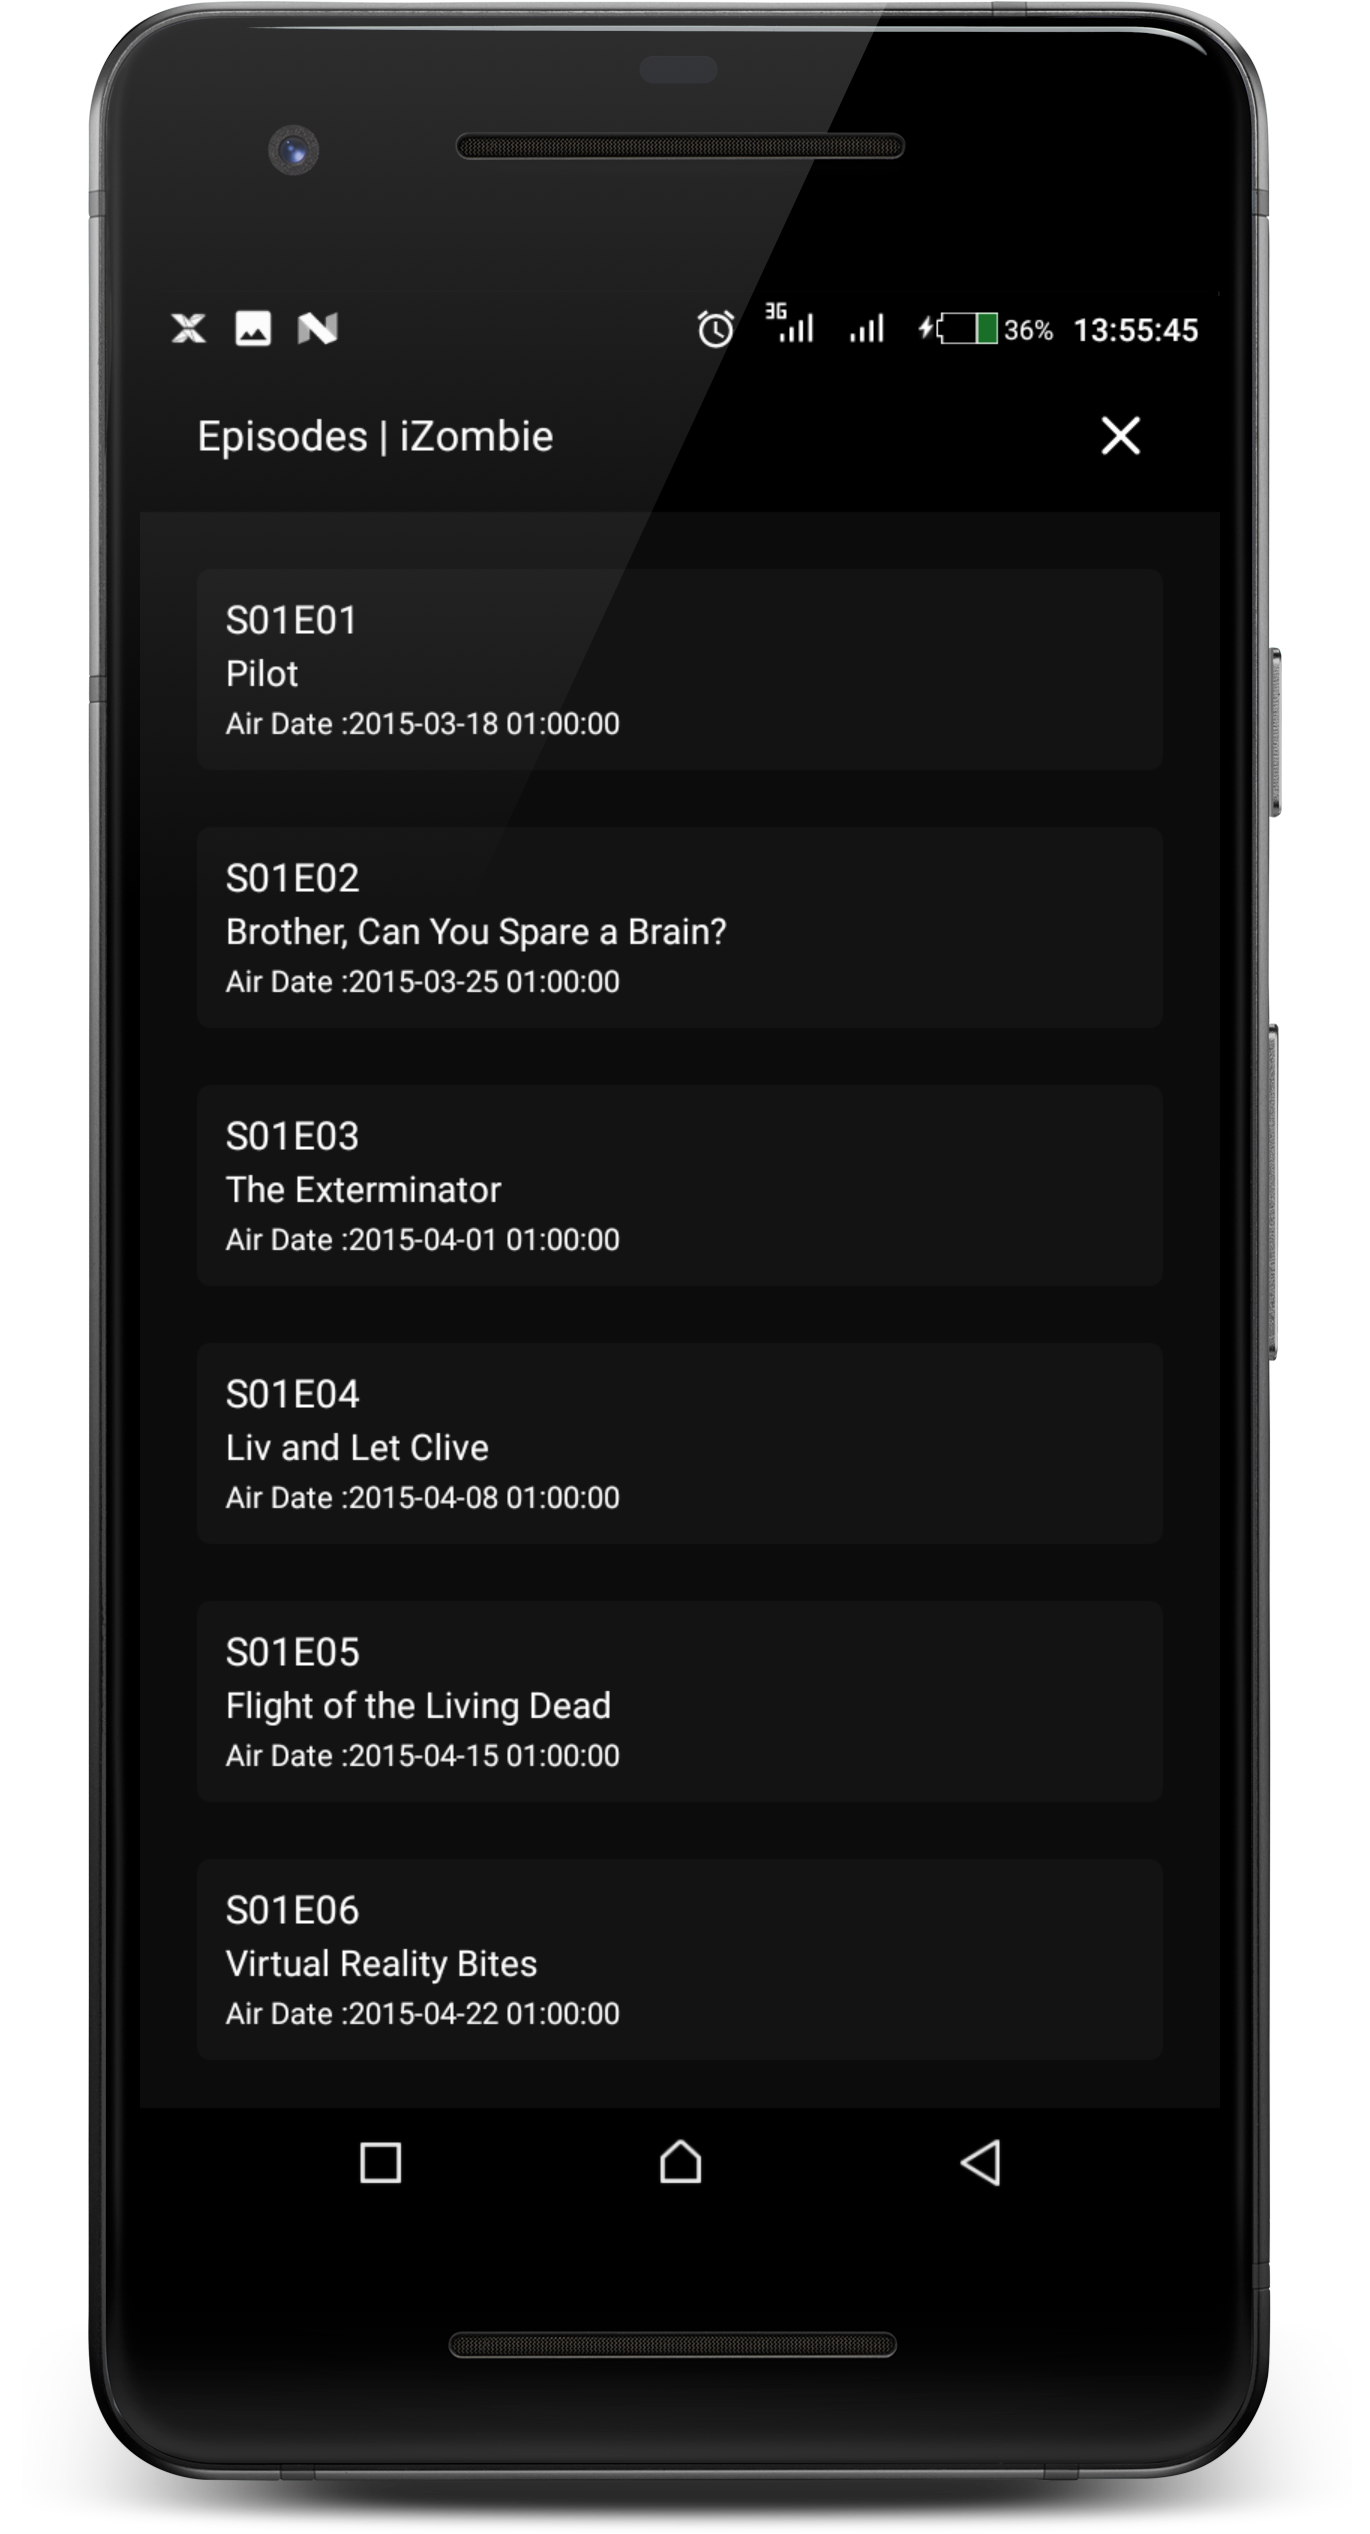 3G 36% 13:55:45
Episodes | iZombie
S01E01
Pilot
Air Date :2015-03-18 01:00:00
S01E02
Brother, Can You Spare a Brain?
Air Date :2015-03-25 01:00:00
S01E03
The Exterminator
Air Date :2015-04-01 01:00:00
S01E04
Liv and Let Clive
Air Date :2015-04-08 01:00:00
S01E05
Flight of the Living Dead
Air Date :2015-04-15 01:00:00
S01E06
Virtual Reality Bites
Air Date :2015-04-22 01:00:00